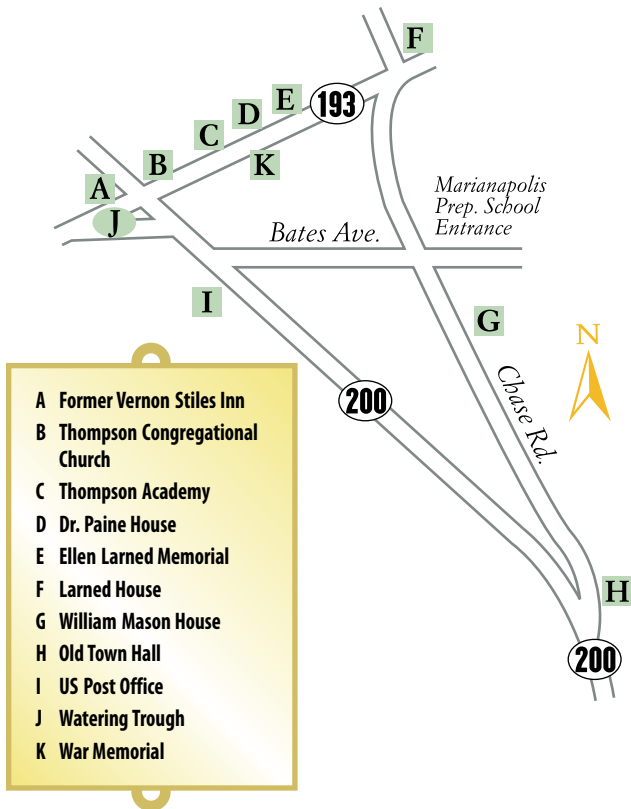 F
193
E
D
C
K
B
A
J
Marianapolis
Prep. School
Entrance
Bates Ave.
I
G
N
Chase Rd.
200
H
200
A Former Vernon Stiles Inn
B Thompson Congregational
Church
C Thompson Academy
D Dr. Paine House
E Ellen Larned Memorial
F Larned House
G William Mason House
H Old Town Hall
I US Post Office
J Watering Trough
K War Memorial